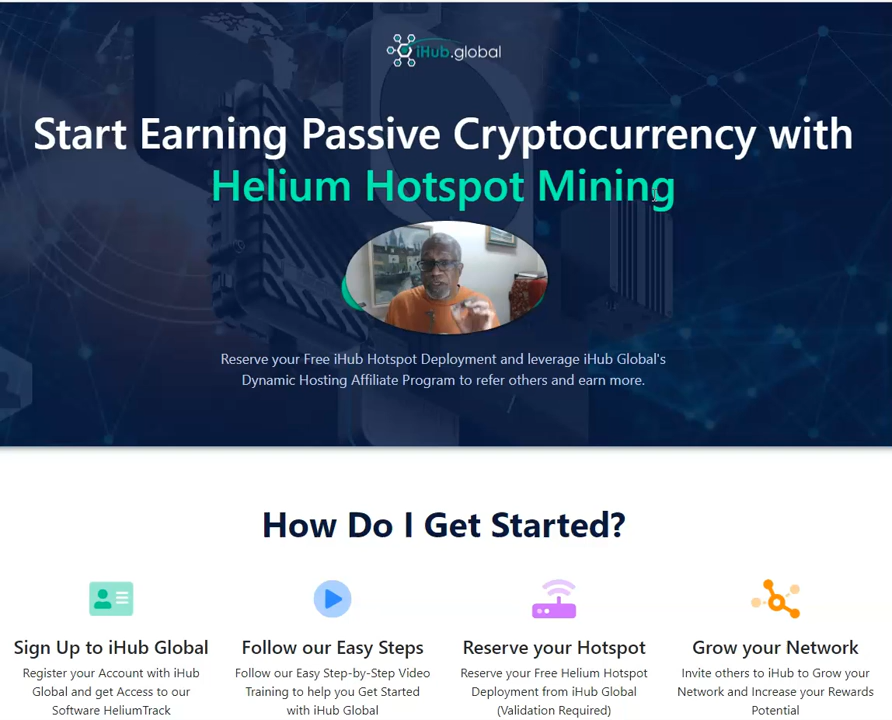 iHub.global
Start Earning Passive Cryptocurrency with
Helium Hotspot Mining
Reserve your Free iHub Hotspot Deployment and leverage iHub Global's
Dynamic Hosting Affiliate Program to refer others and earn more.
How Do I Get Started?
Sign Up to iHub Global
Register your Account with iHub
Global and get Access to our
Software HeliumTrack
Follow our Easy Steps
Follow our Easy Step-by-Step Video
Training to help you Get Started
with iHub Global
Reserve your Hotspot
Reserve your Free Helium Hotspot
Deployment from iHub Global
(Validation Required)
Grow your Network
Invite others to iHub to Grow your
Network and Increase your Rewards
Potential